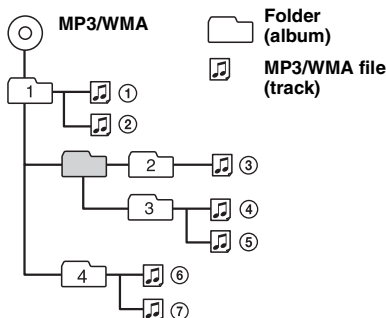 MP3/WMA
Folder
(album)
MP3/WMA file
(track)
1
①
②
2
③
3
④
⑤
4
⑥
⑦